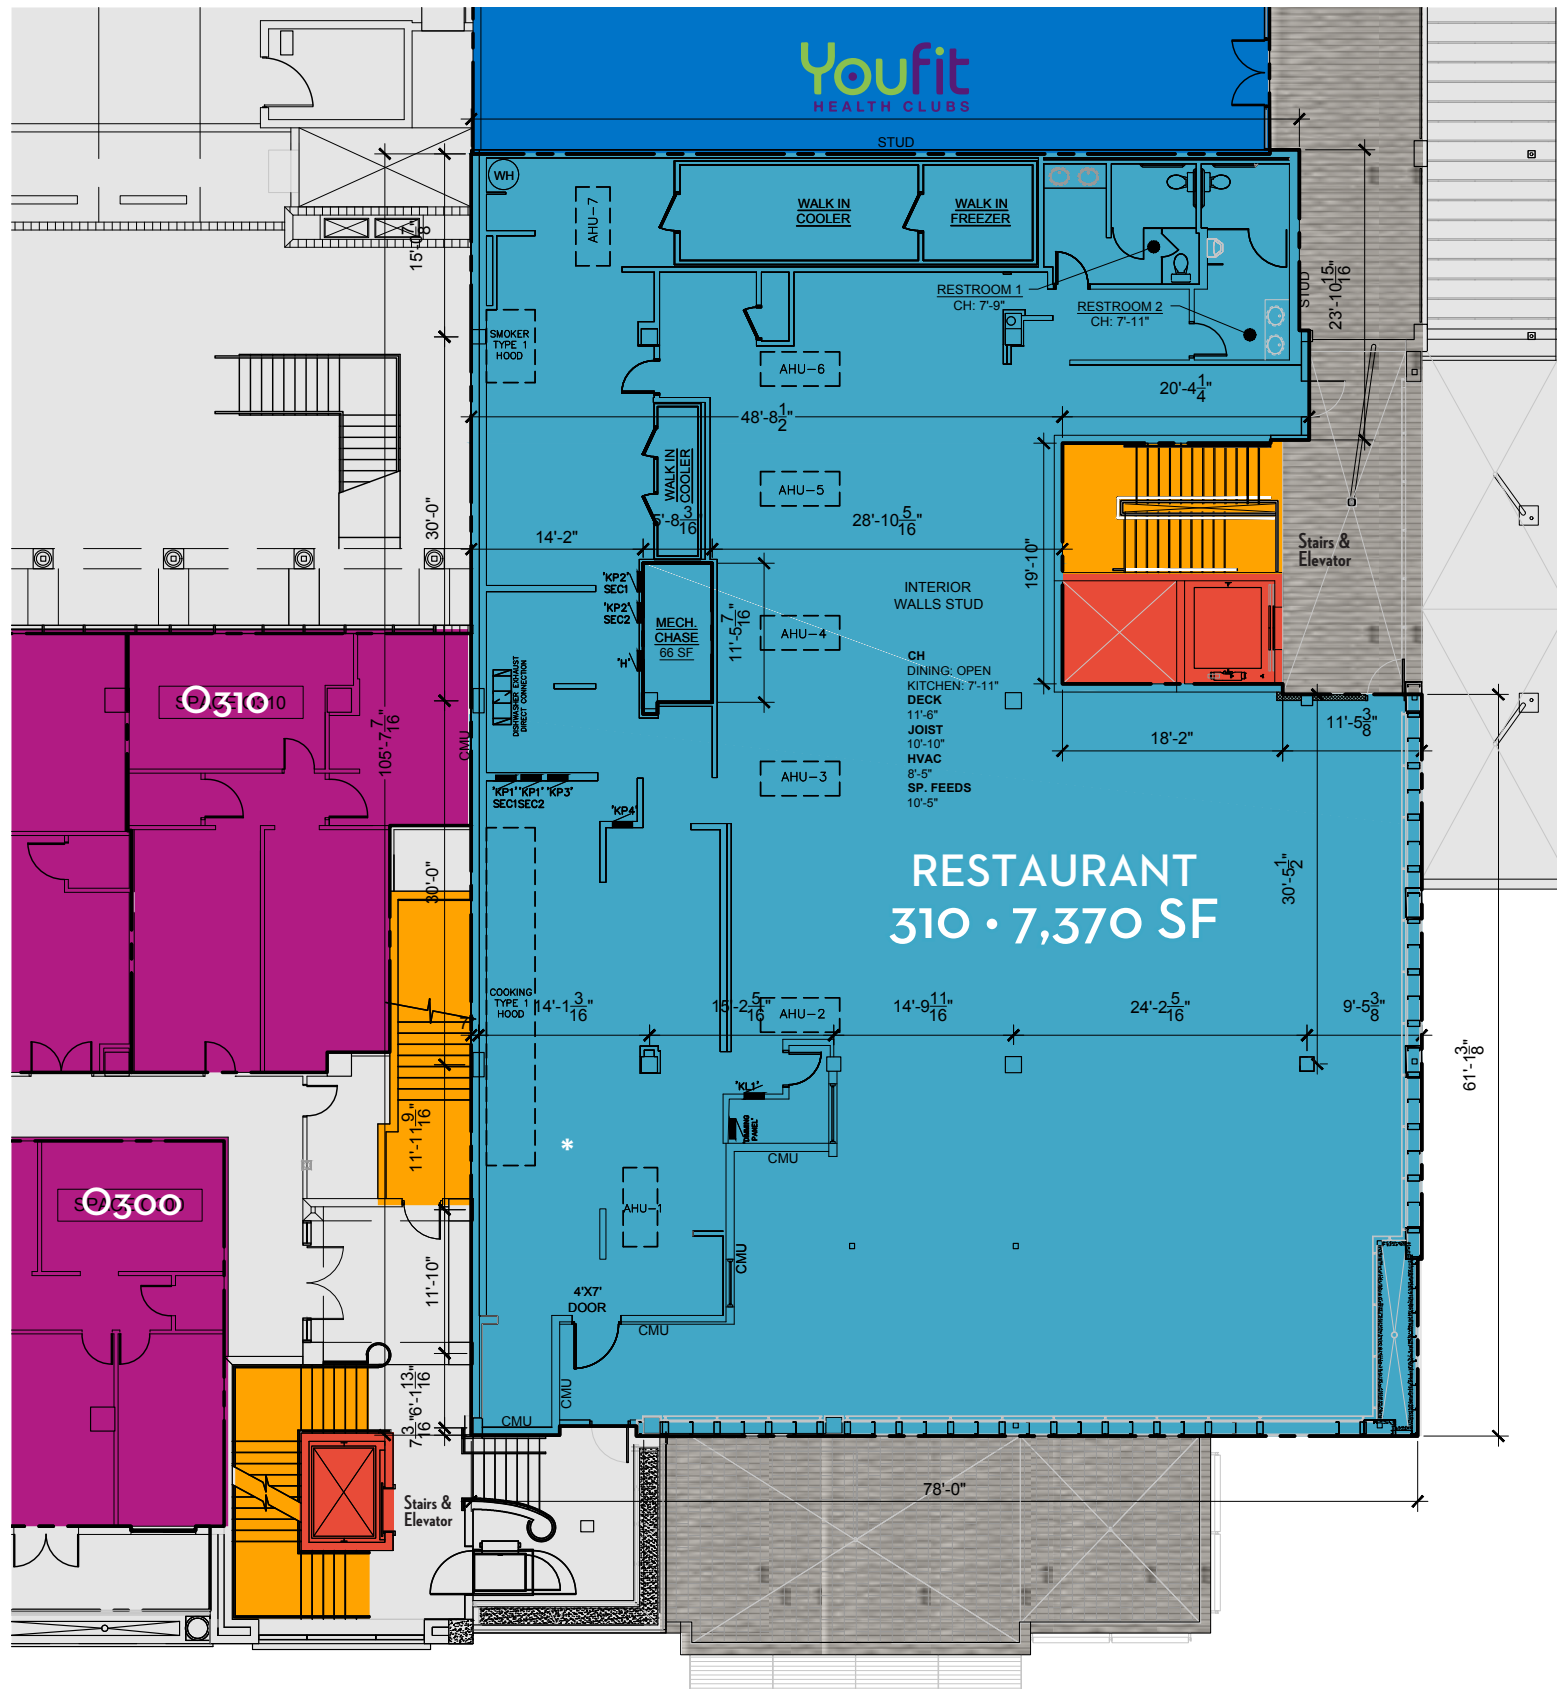 Youfit
HEALTH CLUBS
STUD
WH
AHU-7
WALK IN
COOLER
WALK IN
FREEZER
15'-0 7/8"
RESTROOM 1
CH: 7'-9"
RESTROOM 2
CH: 7'-11"
STUD
23'-10 15/16"
SMOKER
TYPE 1
HOOD
AHU-6
20'-4 1/4"
48'-8 1/2"
WALK IN
COOLER
AHU-5
30'-0"
14'-2"
5'-8 3/16"
28'-10 5/16"
Stairs &
Elevator
19'-10"
'KP2'
SEC1
'KP2'
SEC2
'H'
MECH.
CHASE
66 SF
11'-5 7/16"
AHU-4
INTERIOR
WALLS STUD
CH
DINING: OPEN
KITCHEN: 7'-11"
DECK
11'-6"
JOIST
10'-10"
HVAC
8'-5"
SP. FEEDS
10'-5"
DISHWASHER EXHAUST
DIRECT CONNECTION
O310
105'-7 7/16"
CMU
18'-2"
11'-5 3/8"
AHU-3
'KP1' 'KP1' 'KP3'
SEC1SEC2
'KP4'
30'-0"
RESTAURANT
310 • 7,370 SF
30'-5 1/2"
COOKING
TYPE 1
HOOD
14'-1 3/16"
15'-2 5/16"
AHU-2
14'-9 11/16"
24'-2 5/16"
9'-5 3/8"
61'-1 3/8"
'KL1'
PANEL'
CMU
*
11'-11 9/16"
O300
AHU-1
CMU
11'-10"
4'X7'
DOOR
CMU
CMU
CMU
6'-1 13/16"
7 3/16"
78'-0"
Stairs &
Elevator